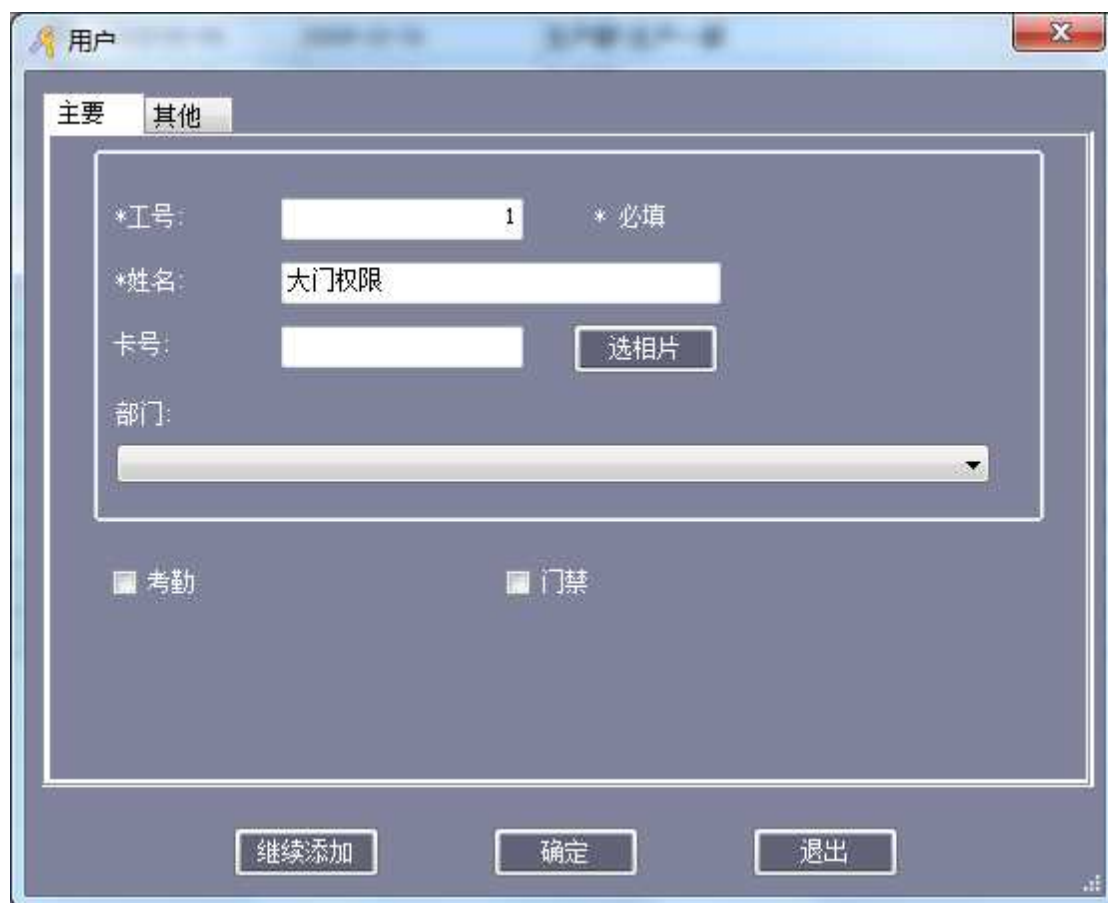 用户
主要 其他
*工号: 1 * 必填
*姓名: 大门权限
卡号: 选相片
部门:
考勤 门禁
继续添加 确定 退出